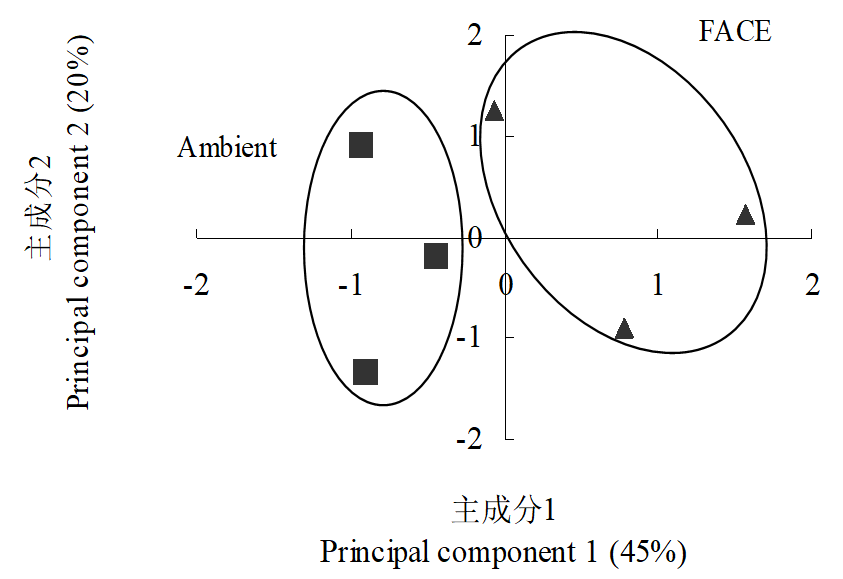 2
FACE
1
Ambient
0
-2
-1
0
1
2
-1
-2
主成分2
Principal component 2 (20%)
主成分1
Principal component 1 (45%)